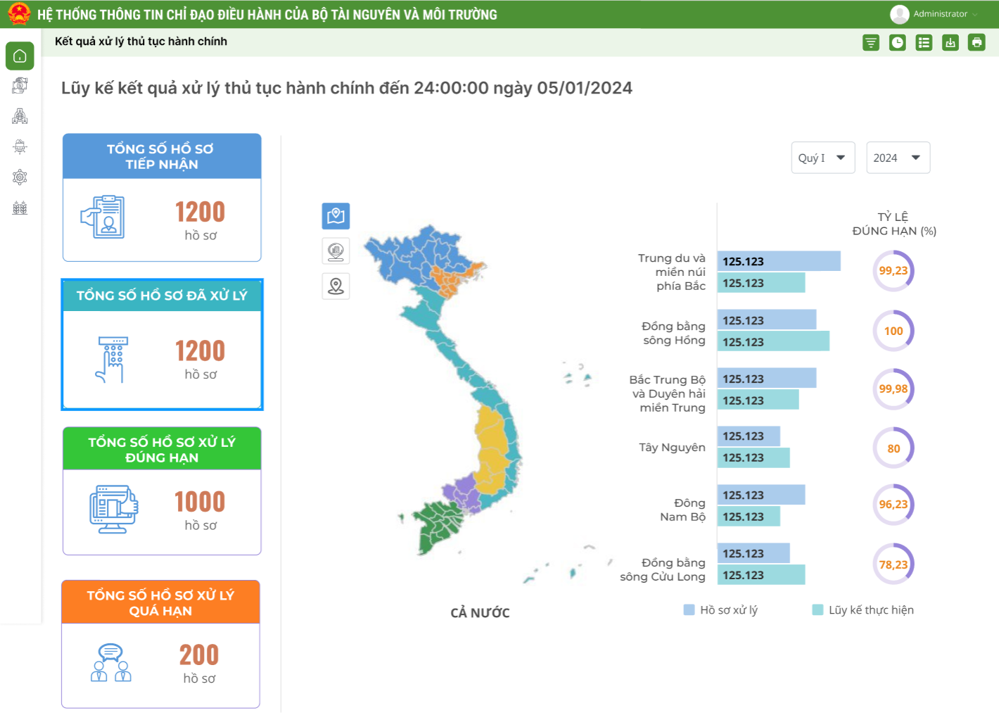 HỆ THỐNG THÔNG TIN CHỈ ĐẠO ĐIỀU HÀNH CỦA BỘ TÀI NGUYÊN VÀ MÔI TRƯỜNG
Administrator
Kết quả xử lý thủ tục hành chính
Lũy kế kết quả xử lý thủ tục hành chính đến 24:00:00 ngày 05/01/2024
TỔNG SỐ HỒ SƠ
TIẾP NHẬN
1200
hồ sơ
TỔNG SỐ HỒ SƠ ĐÃ XỬ LÝ
1200
hồ sơ
TỔNG SỐ HỒ SƠ XỬ LÝ
ĐÚNG HẠN
1000
hồ sơ
TỔNG SỐ HỒ SƠ XỬ LÝ
QUÁ HẠN
200
hồ sơ
Quý I
2024
CẢ NƯỚC
TỶ LỆ
ĐÚNG HẠN (%)
Trung du và
miền núi
phía Bắc
125.123
125.123
99,23
Đồng bằng
sông Hồng
125.123
125.123
100
Bắc Trung Bộ
và Duyên hải
miền Trung
125.123
125.123
99,98
Tây Nguyên
125.123
125.123
80
Đông
Nam Bộ
125.123
125.123
96,23
Đồng bằng
sông Cửu Long
125.123
125.123
78,23
Hồ sơ xử lý
Lũy kế thực hiện